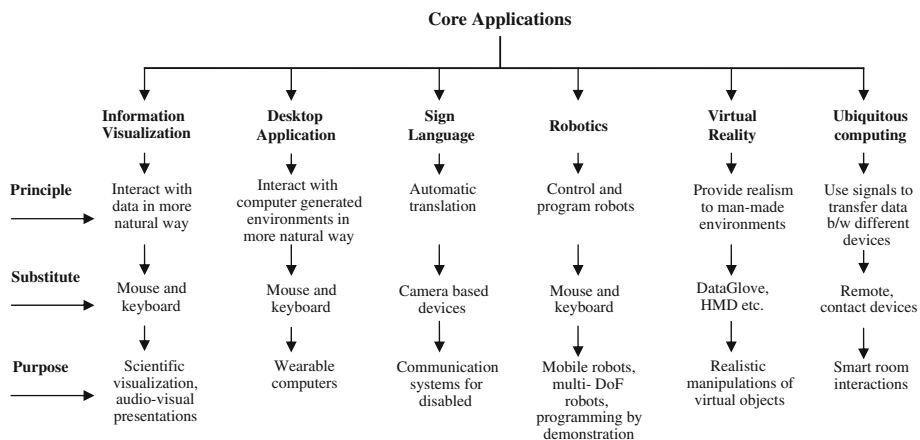 Core Applications
Information
Visualization
Desktop
Application
Sign
Language
Robotics
Virtual
Reality
Ubiquitous
computing
Principle
Interact with
data in more
natural way
Interact with
computer generated
environments in
more natural way
Automatic
translation
Control and
program robots
Provide realism
to man-made
environments
Use signals to
transfer data
b/w different
devices
Substitute
Mouse and
keyboard
Mouse and
keyboard
Camera based
devices
Mouse and
keyboard
DataGlove,
HMD etc.
Remote,
contact devices
Purpose
Scientific
visualization,
audio-visual
presentations
Wearable
computers
Communication
systems for
disabled
Mobile robots,
multi- DoF
robots,
programming by
demonstration
Realistic
manipulations of
virtual objects
Smart room
interactions